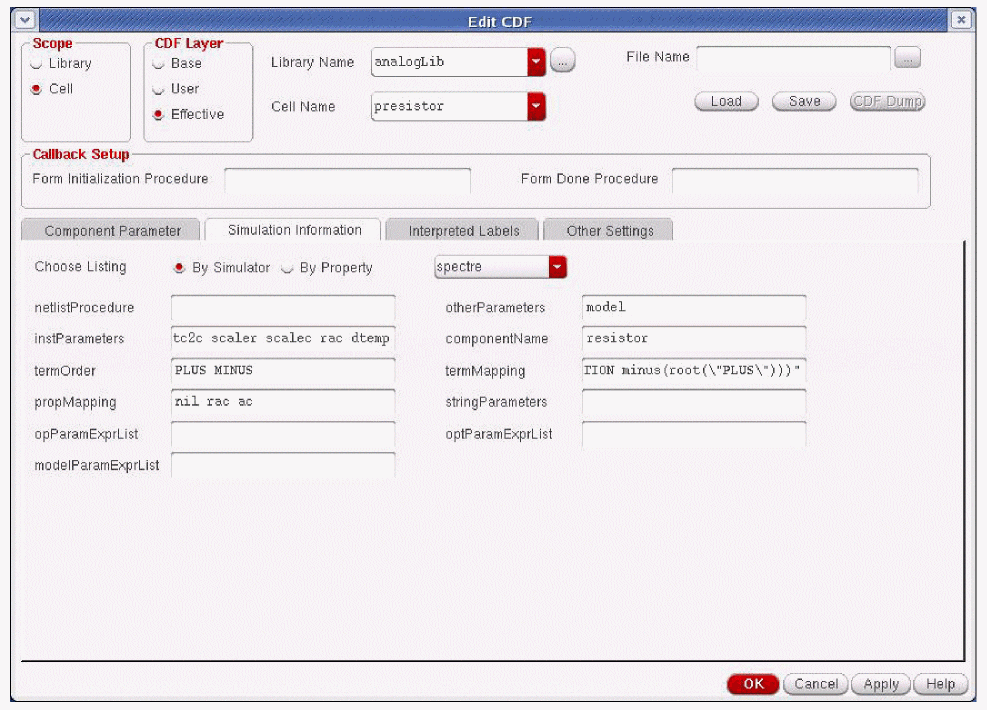 Edit CDF
Scope
Library
Cell
CDF Layer
Base
User
Effective
Library Name analogLib ...
Cell Name presistor
File Name ...
Load Save CDF Dump
Callback Setup
Form Initialization Procedure Form Done Procedure
Component Parameter Simulation Information Interpreted Labels Other Settings
Choose Listing By Simulator By Property spectre
netlistProcedure otherParameters model
instParameters tc2c scaler scalec rac dtemp componentName resistor
termOrder PLUS MINUS termMapping TION minus(root(\"PLUS\")))"
propMapping nil rac ac stringParameters
opParamExprList optParamExprList
modelParamExprList
OK Cancel Apply Help